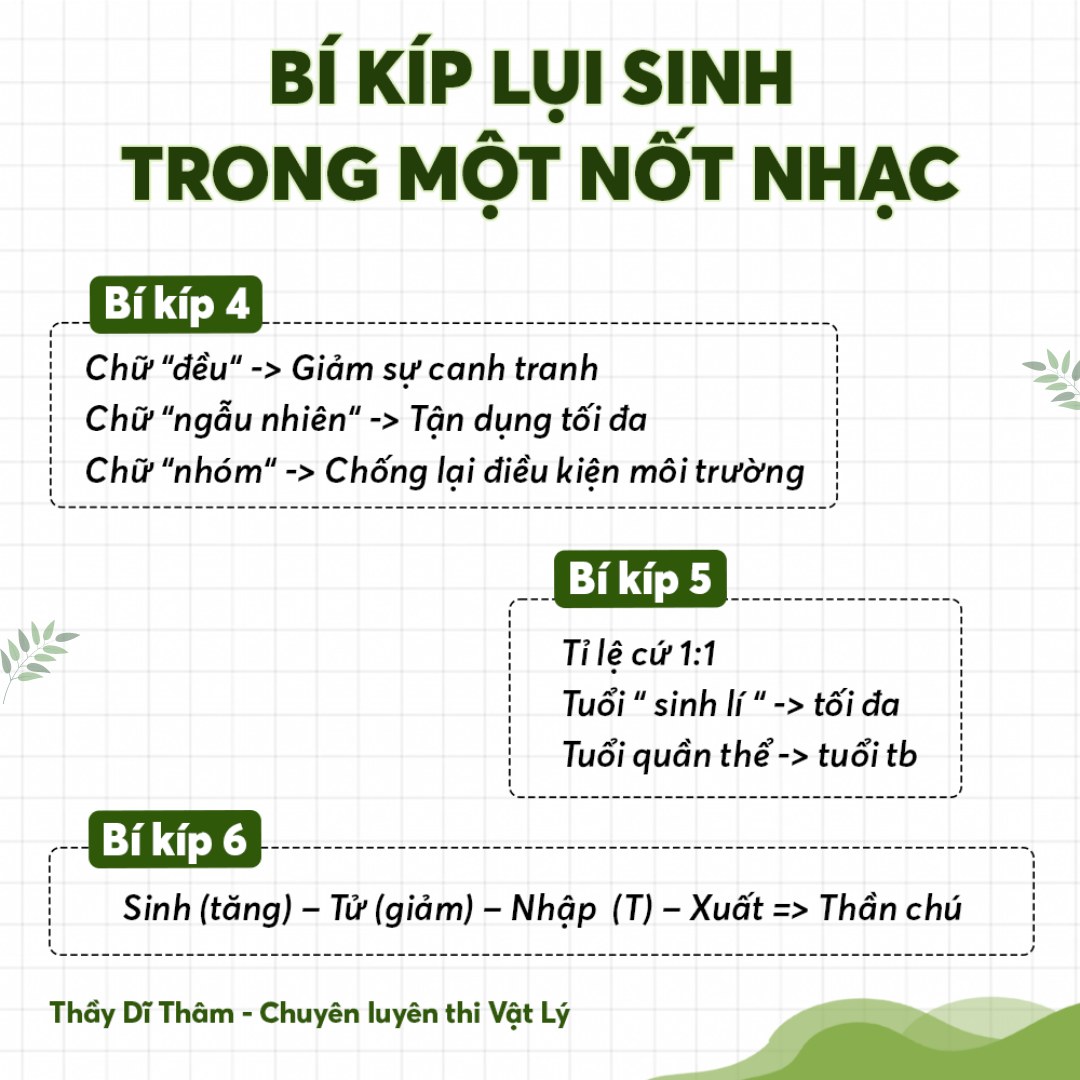 BÍ KÍP LỤI SINH
TRONG MỘT NỐT NHẠC
Bí kíp 4
Chữ “đều“ -> Giảm sự canh tranh
Chữ “ngẫu nhiên“ -> Tận dụng tối đa
Chữ “nhóm“ -> Chống lại điều kiện môi trường
Bí kíp 5
Tỉ lệ cứ 1:1
Tuổi “ sinh lí “ -> tối đa
Tuổi quần thể -> tuổi tb
Bí kíp 6
Sinh (tăng) – Tử (giảm) – Nhập (T) – Xuất => Thần chú
Thầy Dĩ Thâm - Chuyên luyên thi Vật Lý